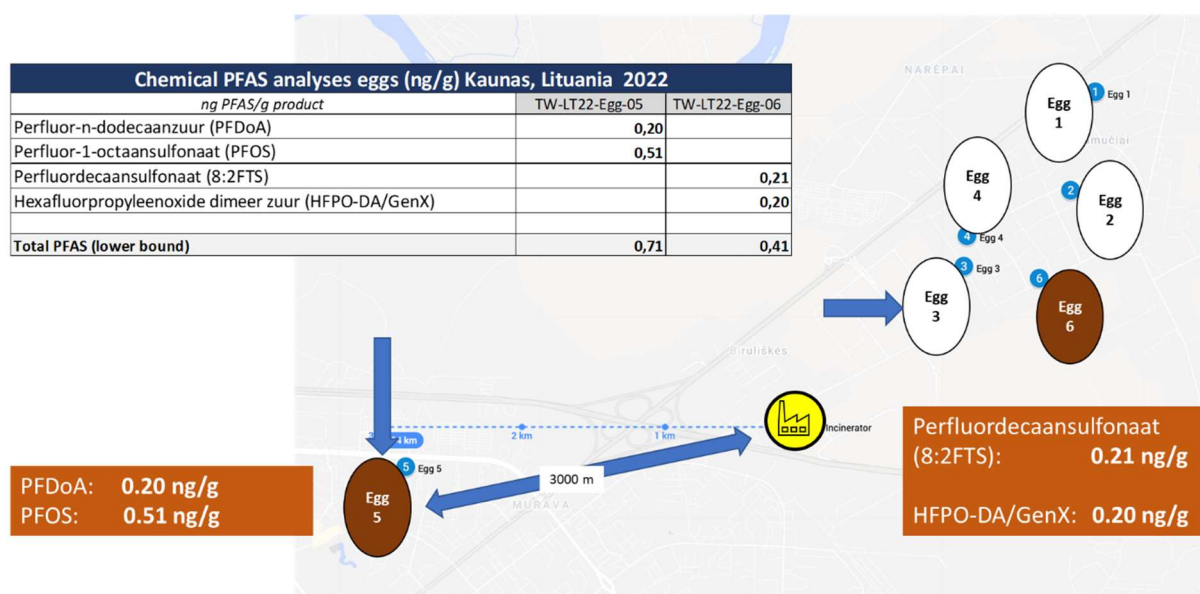 Chemical PFAS analyses eggs (ng/g) Kaunas, Lituania 2022
ng PFAS/g product TW-LT22-Egg-05 TW-LT22-Egg-06
Perfluor-n-dodecaanzuur (PFDoA) 0,20
Perfluor-1-octaansulfonaat (PFOS) 0,51
Perfluordecaansulfonaat (8:2FTS) 0,21
Hexafluorpropyleenoxide dimeer zuur (HFPO-DA/GenX) 0,20
Total PFAS (lower bound) 0,71 0,41
NARĖPAI
Egg
1
1 Egg 1
mučiai
Egg
4
4 Egg 4
2
Egg
2
3 Egg 3
Egg
3
6
Egg
6
Biruliškės
Incinerator
km
2 km
1 km
5 Egg 5
Egg
5
3000 m
MURAVA
PFDoA: 0.20 ng/g
PFOS: 0.51 ng/g
Perfluordecaansulfonaat
(8:2FTS): 0.21 ng/g
HFPO-DA/GenX: 0.20 ng/g